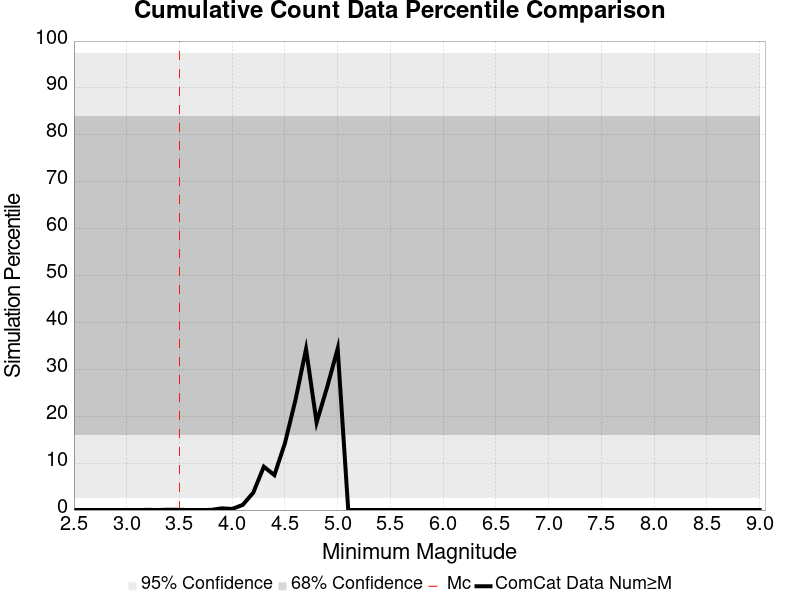 Cumulative Count Data Percentile Comparison
100
90
80
70
60
50
40
30
20
10
0
Simulation Percentile
2.5 3.0 3.5 4.0 4.5 5.0 5.5 6.0 6.5 7.0 7.5 8.0 8.5 9.0
Minimum Magnitude
95% Confidence 68% Confidence Mc ComCat Data Num≥M